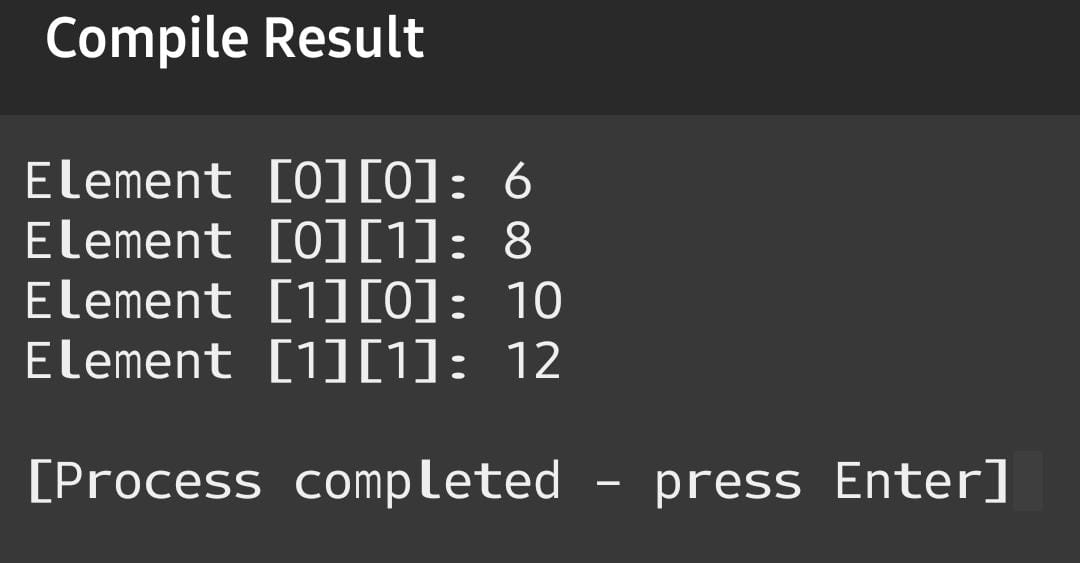 Compile Result
Element [0][0]: 6
Element [0][1]: 8
Element [1][0]: 10
Element [1][1]: 12
[Process completed - press Enter]